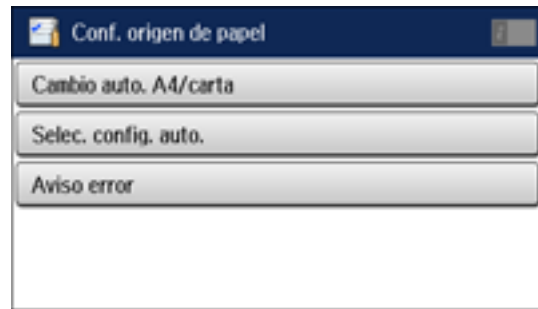 Conf. origen de papel
Cambio auto. A4/carta
Selec. config. auto.
Aviso error